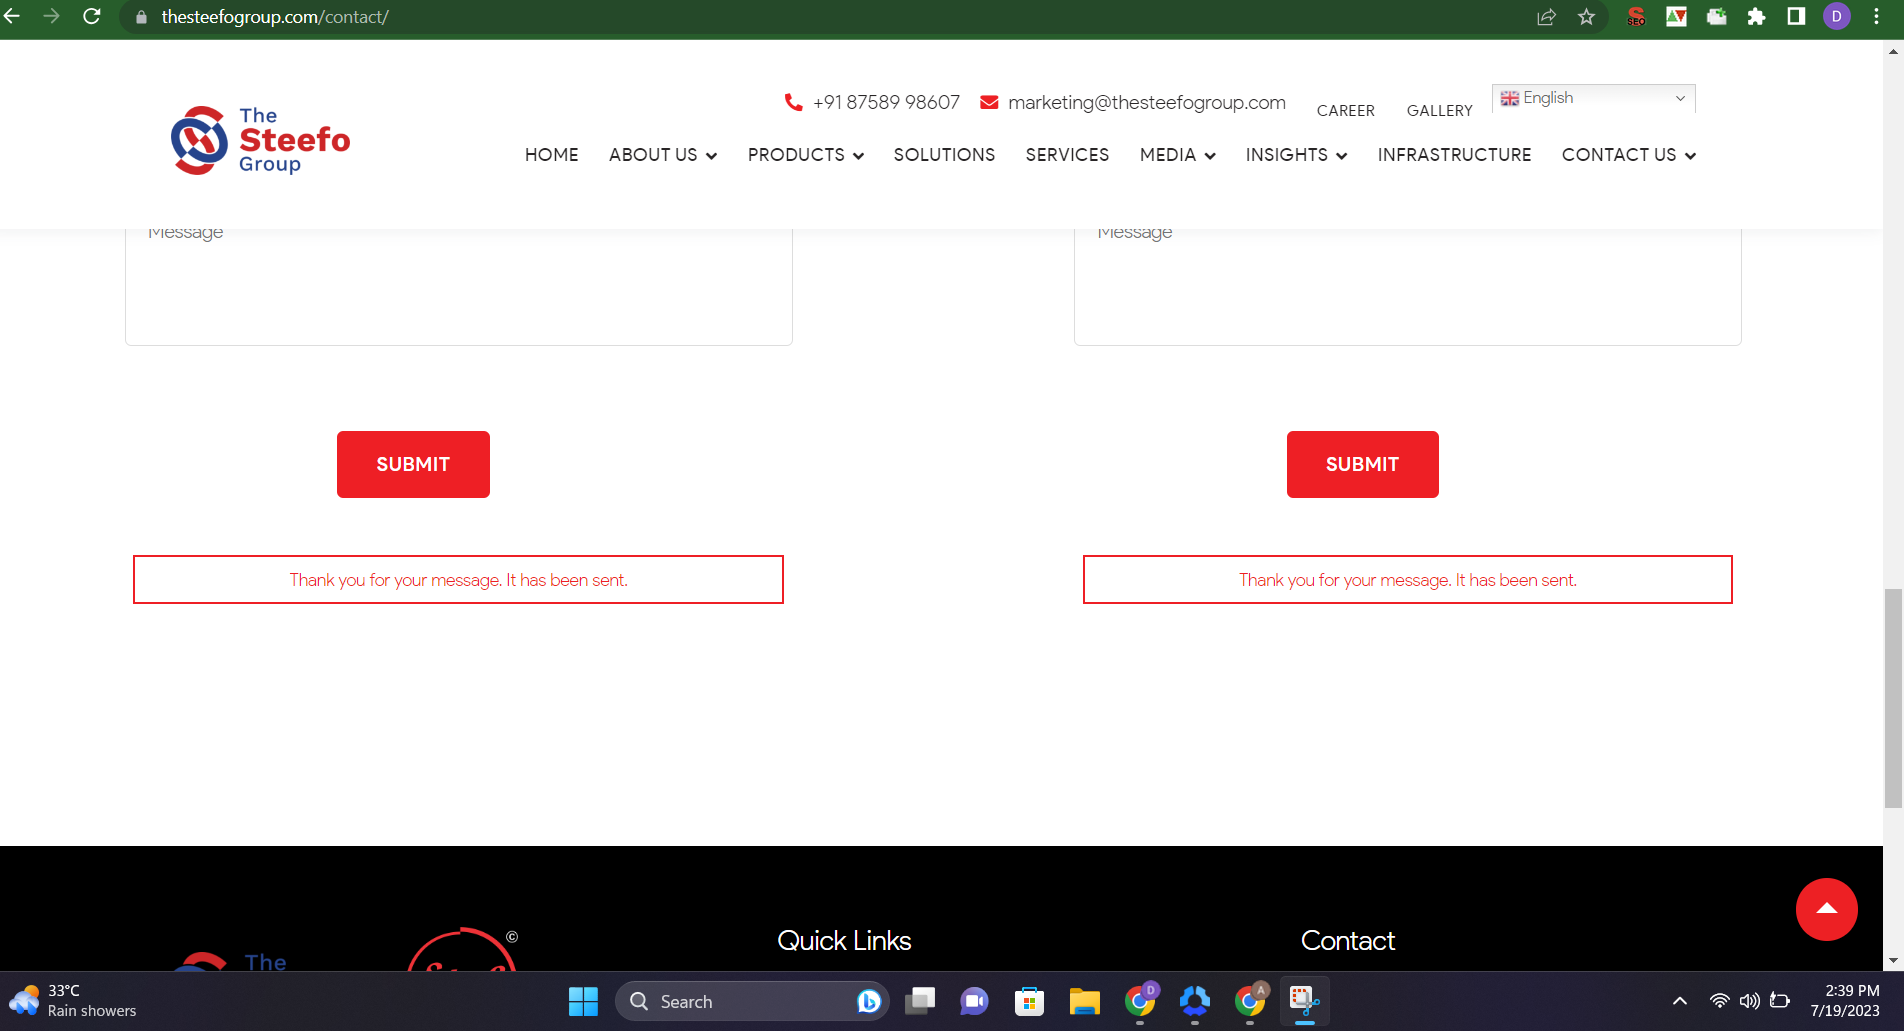 thesteefogroup.com/contact/
SEO
D
+91 87589 98607 marketing@thesteefogroup.com CAREER GALLERY English
The
Steefo
Group
HOME ABOUT US PRODUCTS SOLUTIONS SERVICES MEDIA INSIGHTS INFRASTRUCTURE CONTACT US
Message Message
SUBMIT SUBMIT
Thank you for your message. It has been sent. Thank you for your message. It has been sent.
©
Quick Links Contact
The
33°C
Rain showers
Search
D
A
2:39 PM
7/19/2023